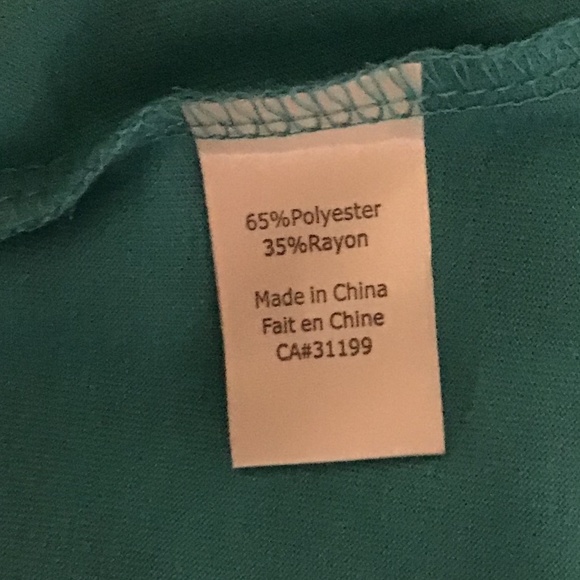 65%Polyester
35%Rayon
Made in China
Fait en Chine
CA#31199